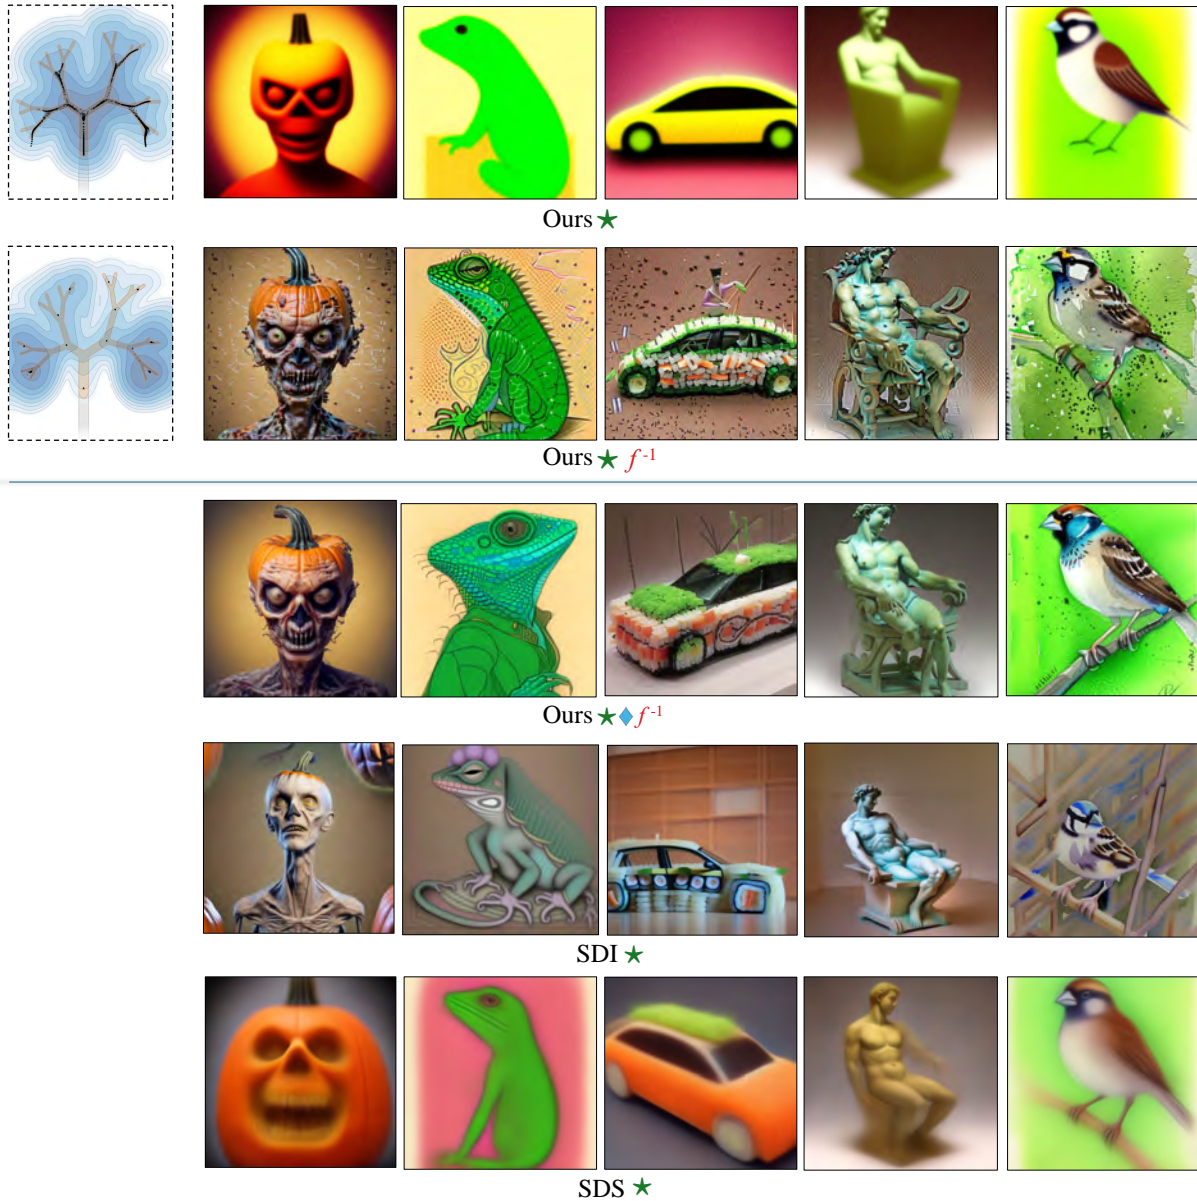 Ours ★
Ours ★ f⁻¹
Ours ★ ♦ f⁻¹
SDI ★
SDS ★